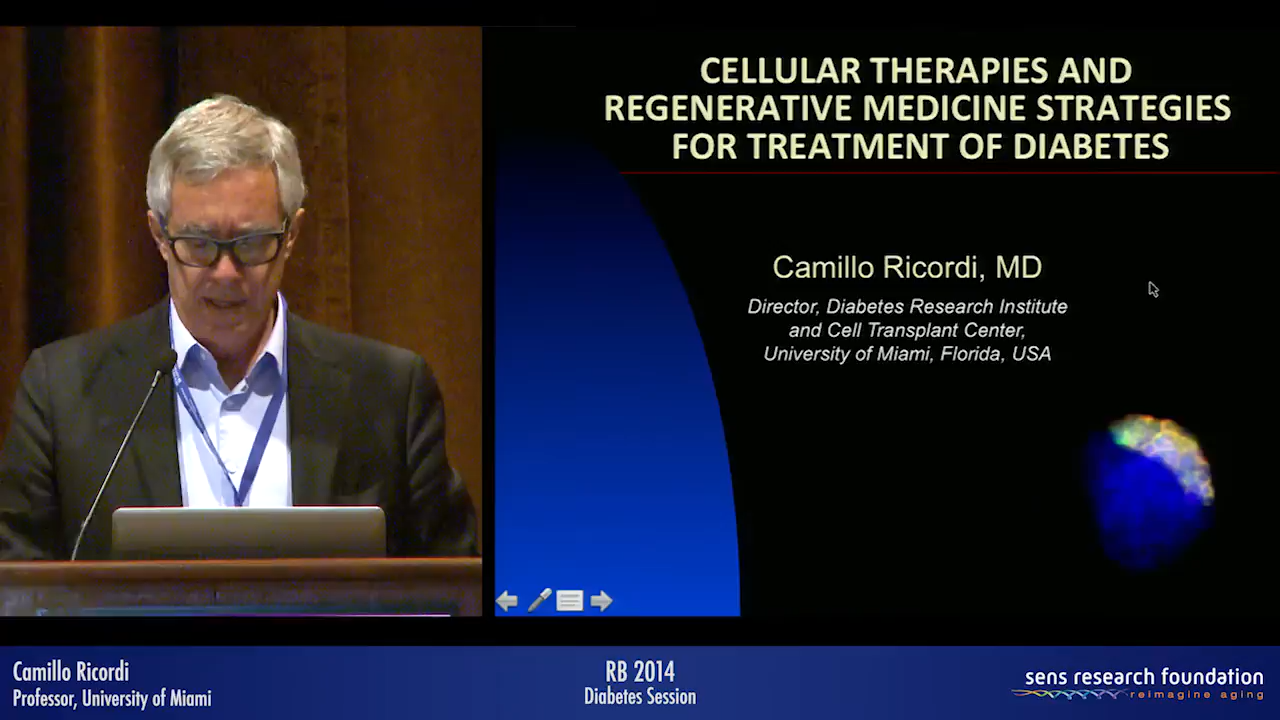 CELLULAR THERAPIES AND
REGENERATIVE MEDICINE STRATEGIES
FOR TREATMENT OF DIABETES
Camillo Ricordi, MD
Director, Diabetes Research Institute
and Cell Transplant Center,
University of Miami, Florida, USA
Camillo Ricordi
Professor, University of Miami
RB 2014
Diabetes Session
sens research foundation
reimagine aging